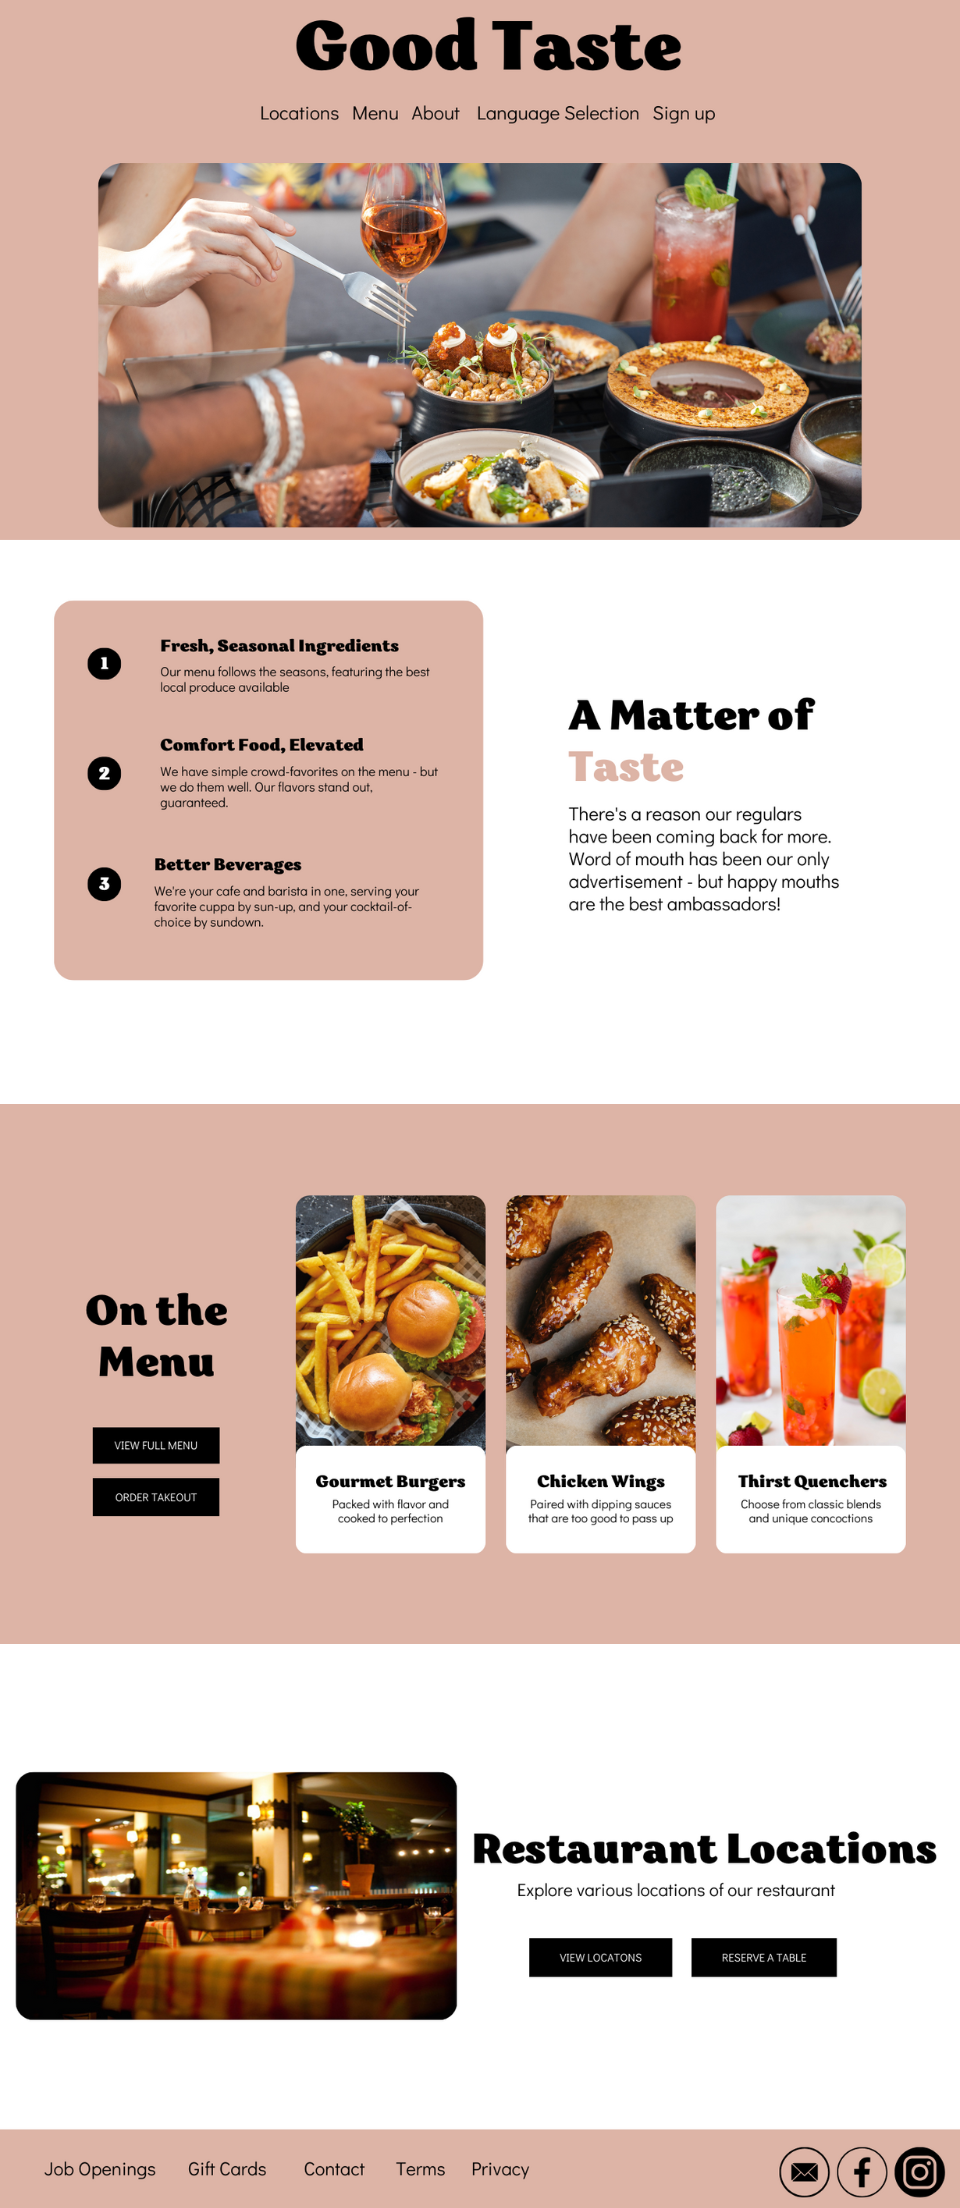 Good Taste
Locations Menu About Language Selection Sign up
1
Fresh, Seasonal Ingredients
Our menu follows the seasons, featuring the best
local produce available
2
Comfort Food, Elevated
We have simple crowd-favorites on the menu - but
we do them well. Our flavors stand out,
guaranteed.
3
Better Beverages
We're your cafe and barista in one, serving your
favorite cuppa by sun-up, and your cocktail-of-
choice by sundown.
A Matter of
Taste
There's a reason our regulars
have been coming back for more.
Word of mouth has been our only
advertisement - but happy mouths
are the best ambassadors!
On the
Menu
VIEW FULL MENU
ORDER TAKEOUT
Gourmet Burgers
Packed with flavor and
cooked to perfection
Chicken Wings
Paired with dipping sauces
that are too good to pass up
Thirst Quenchers
Choose from classic blends
and unique concoctions
Restaurant Locations
Explore various locations of our restaurant
VIEW LOCATONS
RESERVE A TABLE
Job Openings Gift Cards Contact Terms Privacy